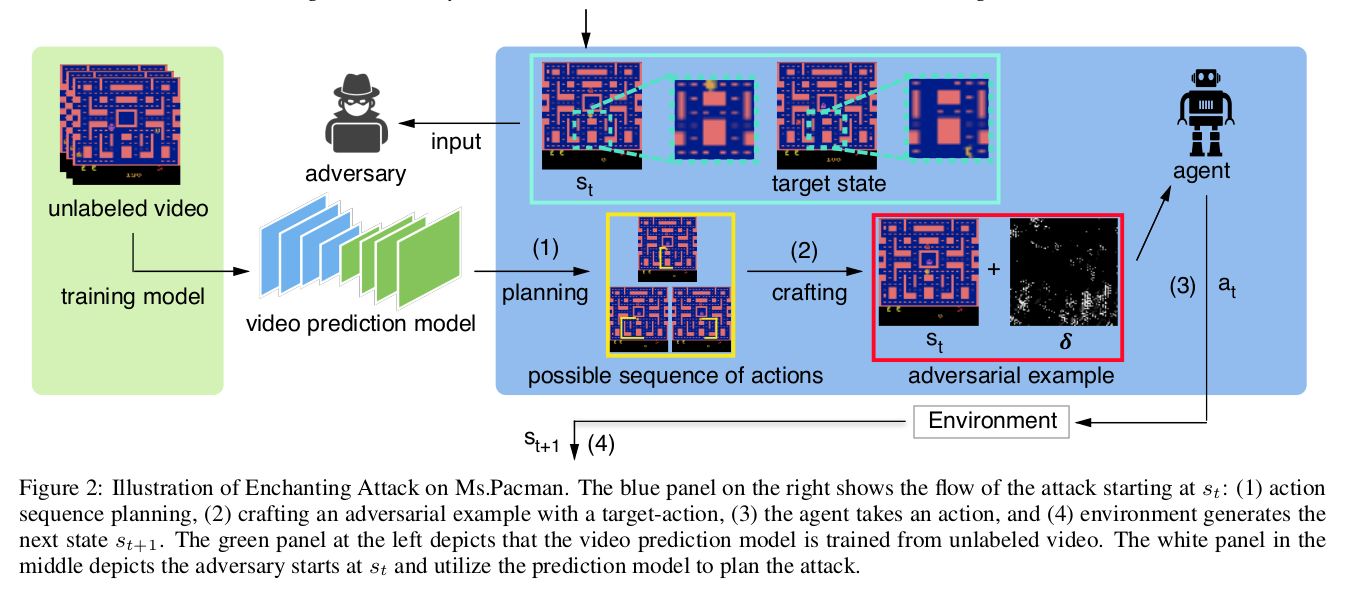 input
adversary
s_t
target state
agent
unlabeled video
training model
video prediction model
(1)
planning
(2)
crafting
+
s_t
δ
(3)
a_t
possible sequence of actions
adversarial example
Environment
s_{t+1}
(4)
Figure 2: Illustration of Enchanting Attack on Ms.Pacman. The blue panel on the right shows the flow of the attack starting at s_t: (1) action
sequence planning, (2) crafting an adversarial example with a target-action, (3) the agent takes an action, and (4) environment generates the
next state s_{t+1}. The green panel at the left depicts that the video prediction model is trained from unlabeled video. The white panel in the
middle depicts the adversary starts at s_t and utilize the prediction model to plan the attack.